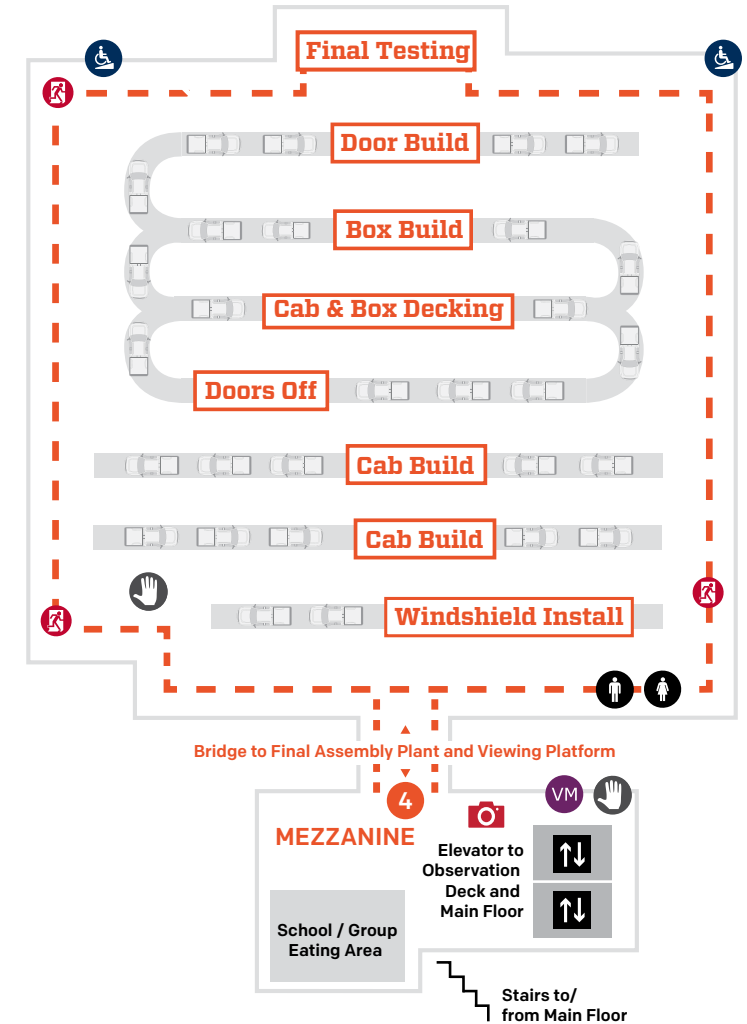 Final Testing
Door Build
Box Build
Cab & Box Decking
Doors Off
Cab Build
Cab Build
Windshield Install
Bridge to Final Assembly Plant and Viewing Platform
4
MEZZANINE
VM
Elevator to
Observation
Deck and
Main Floor
School / Group
Eating Area
Stairs to/
from Main Floor